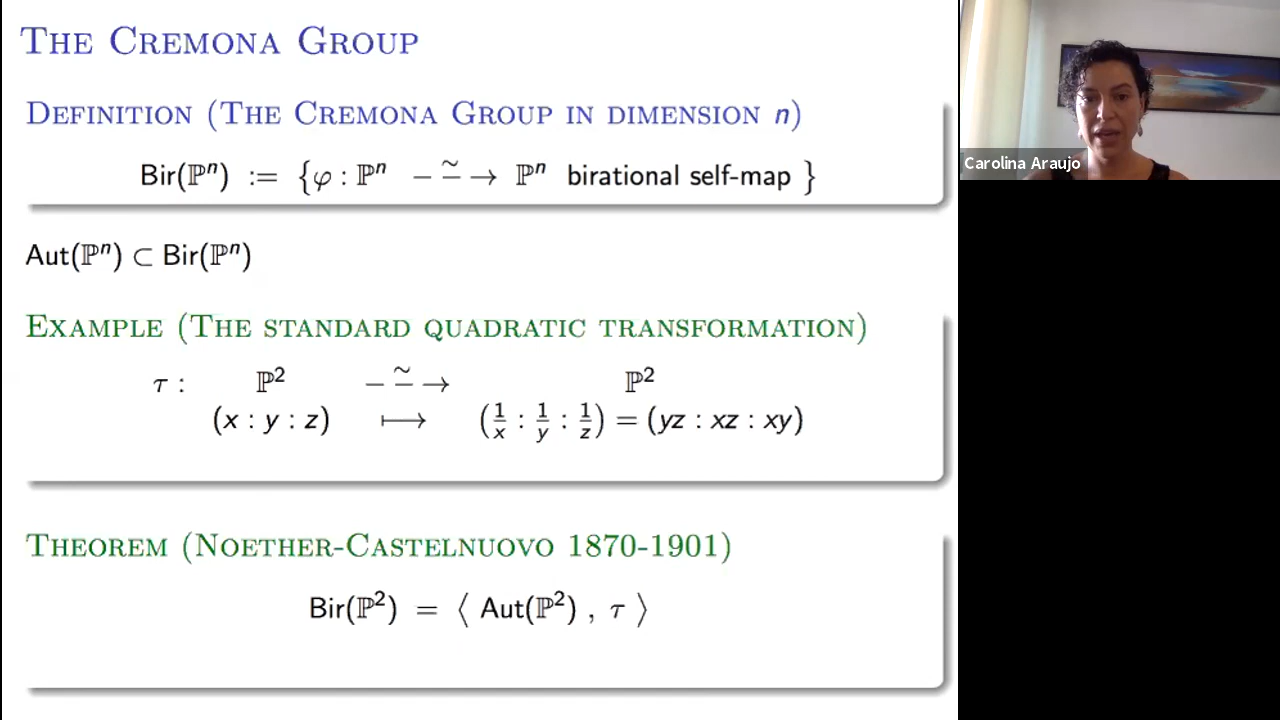 The Cremona Group
Definition (The Cremona Group in dimension n)
Bir(ℙⁿ) := {φ : ℙⁿ −∼→ ℙⁿ birational self-map }
Aut(ℙⁿ) ⊂ Bir(ℙⁿ)
Example (The standard quadratic transformation)
τ : ℙ² −∼→ ℙ²
(x : y : z) ⟼ (1/x : 1/y : 1/z) = (yz : xz : xy)
Theorem (Noether-Castelnuovo 1870-1901)
Bir(ℙ²) = ⟨ Aut(ℙ²) , τ ⟩
Carolina Araujo